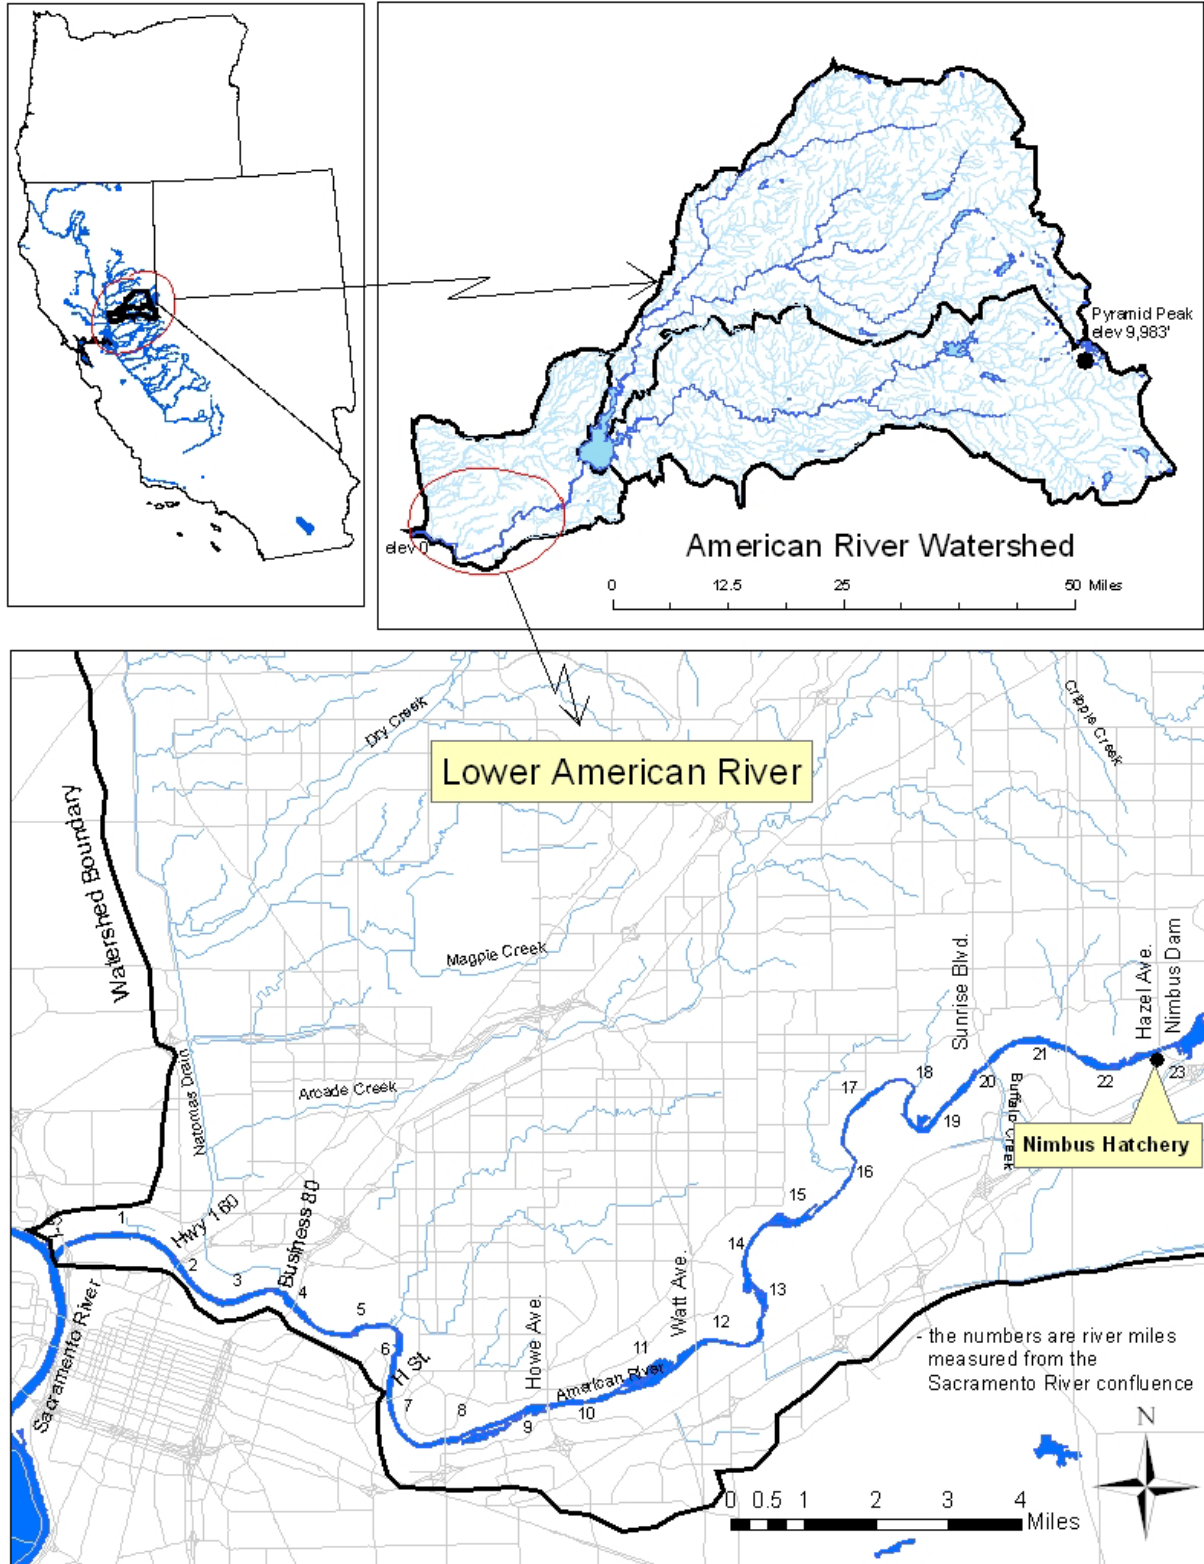 Pyramid Peak
elev 9,983'
elev 0'
American River Watershed
0 12.5 25 50 Miles
Lower American River
Dry Creek
Cripple Creek
Watershed Boundary
Magpie Creek
Sunrise Blvd.
Hazel Ave.
Nimbus Dam
Natomas Drain
Arcade Creek
Buffalo Creek
Nimbus Hatchery
Hwy 160
Business 80
Sacramento River
H St.
Howe Ave.
Watt Ave.
American River
1
2
3
4
5
6
7
8
9
10
11
12
13
14
15
16
17
18
19
20
21
22
23
- the numbers are river miles
measured from the
Sacramento River confluence
N
0 0.5 1 2 3 4
Miles